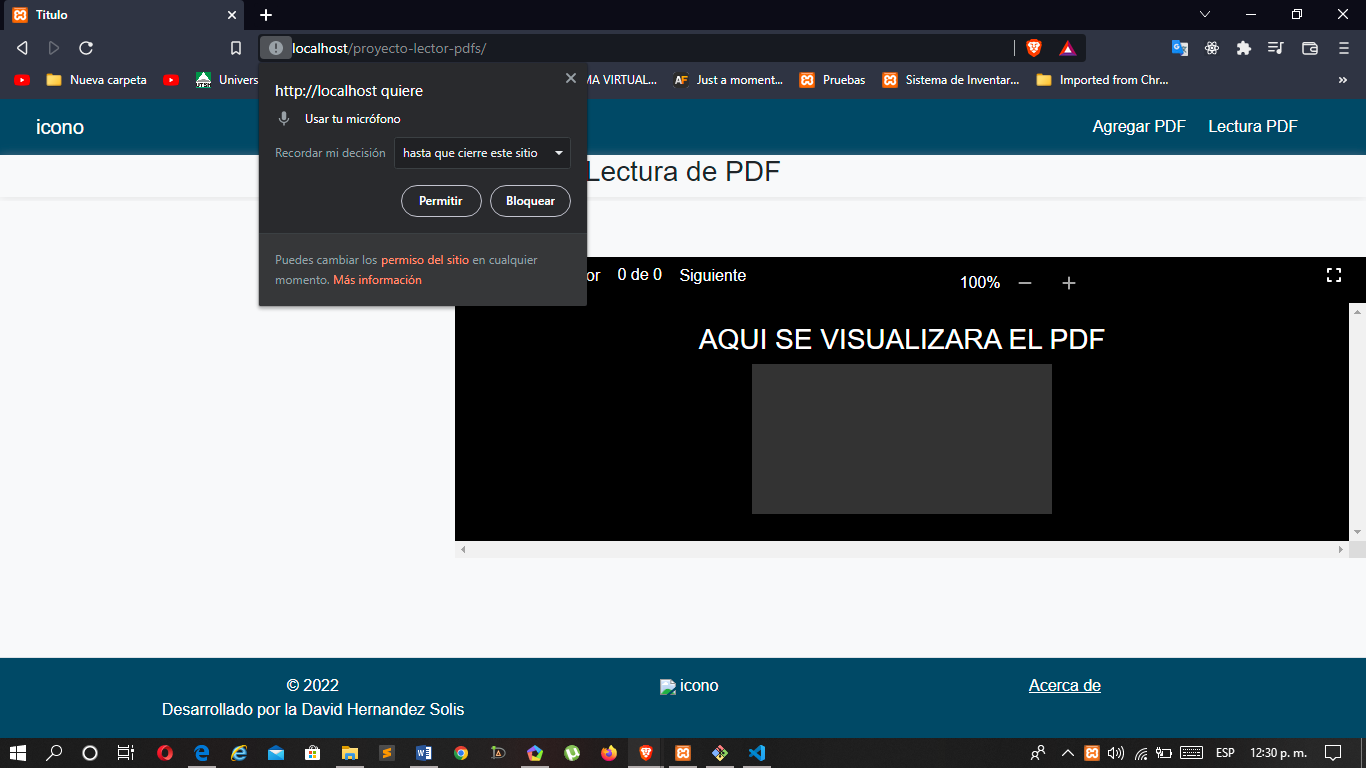 Titulo
localhost/proyecto-lector-pdfs/
Nueva carpeta
Univers
MA VIRTUAL...
Just a moment...
Pruebas
Sistema de Inventar...
Imported from Chr...
»
http://localhost quiere
Usar tu micrófono
Recordar mi decisión
hasta que cierre este sitio
Permitir
Bloquear
Puedes cambiar los permiso del sitio en cualquier
momento. Más información
icono
Agregar PDF
Lectura PDF
Lectura de PDF
or
0 de 0
Siguiente
100%
AQUI SE VISUALIZARA EL PDF
© 2022
Desarrollado por la David Hernandez Solis
icono
Acerca de
ESP
12:30 p. m.